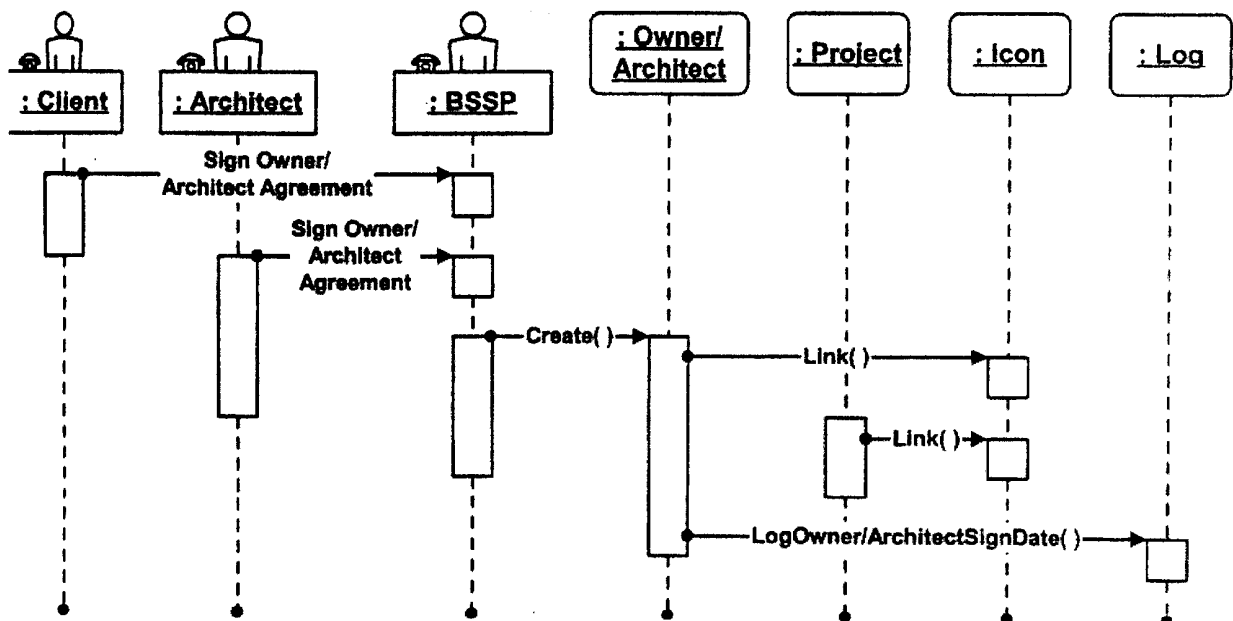 : Client
: Architect
: BSSP
: Owner/
Architect
: Project
: Icon
: Log
Sign Owner/
Architect Agreement
Sign Owner/
Architect
Agreement
Create( )
Link( )
Link( )
LogOwner/ArchitectSignDate( )